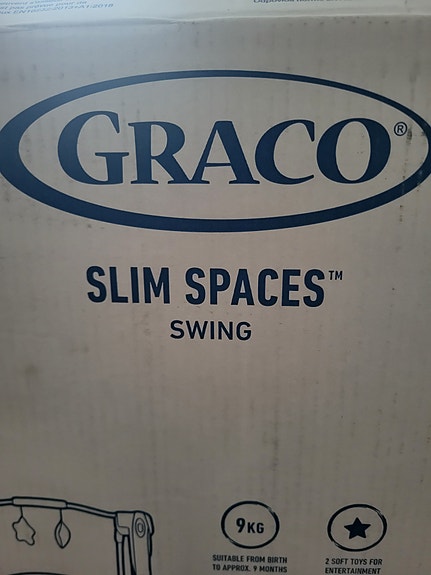 GRACO®
SLIM SPACES™
SWING
9KG
SUITABLE FROM BIRTH
TO APPROX. 9 MONTHS
2 SOFT TOYS FOR
ENTERTAINMENT